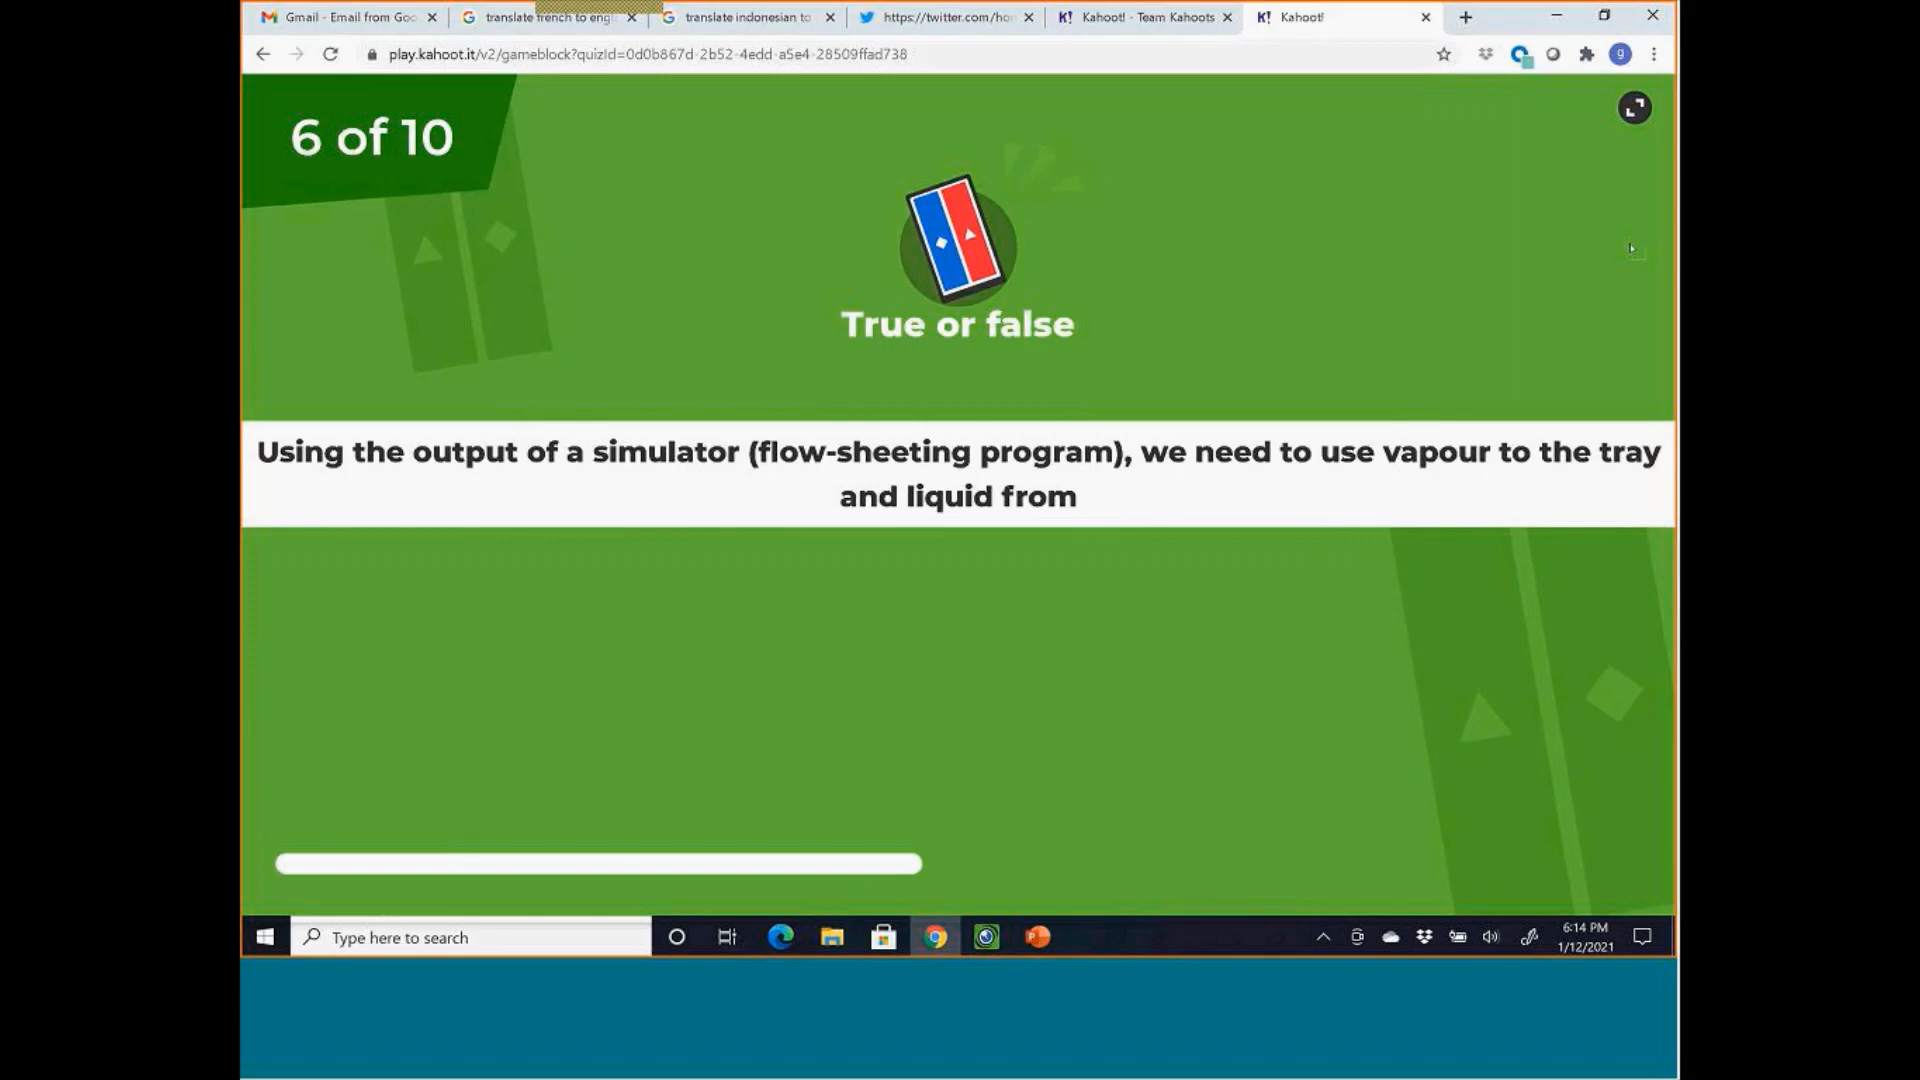 Gmail - Email from Goo
translate french to engl
translate indonesian to
https://twitter.com/hor
K! Kahoot! - Team Kahoots
K! Kahoot!
play.kahoot.it/v2/gameblock?quizId=0d0b867d-2b52-4edd-a5e4-28509ffad738
g
6 of 10
True or false
Using the output of a simulator (flow-sheeting program), we need to use vapour to the tray
and liquid from
Type here to search
6:14 PM
1/12/2021